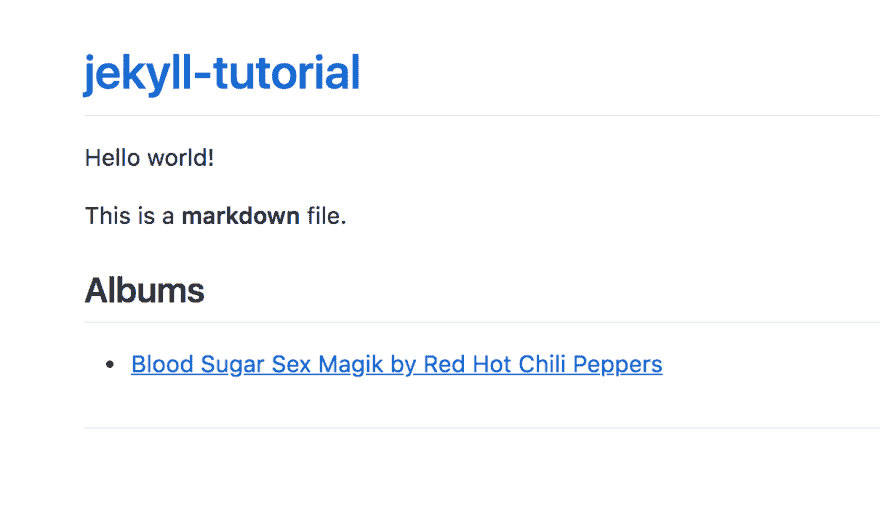 jekyll-tutorial
Hello world!
This is a markdown file.
Albums
Blood Sugar Sex Magik by Red Hot Chili Peppers